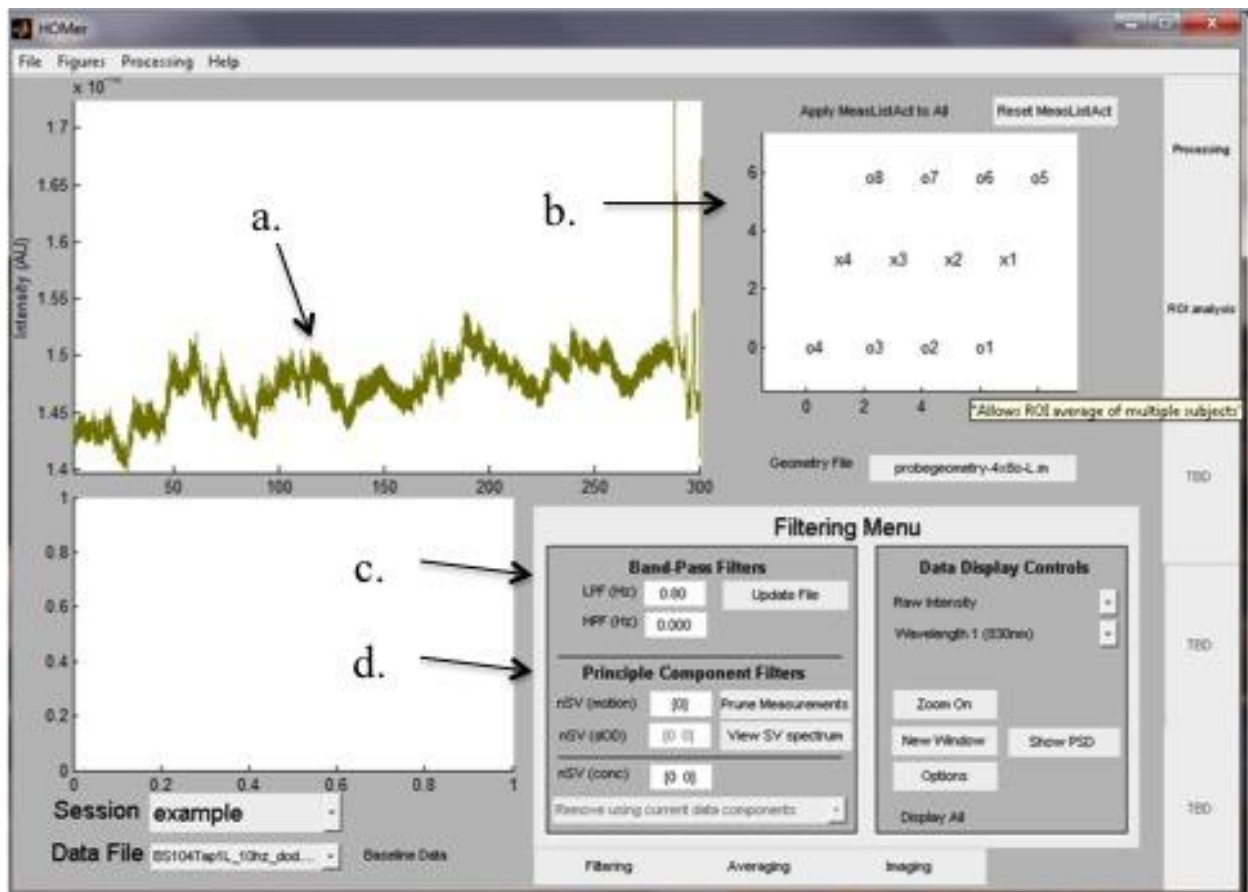 HOMer
File Figures Processing Help
x 10
1.7
1.65
1.6
1.55
1.5
1.45
1.4
Intensity (AU)
50 100 150 200 250 300
a.
b.
Apply MeasListAct to All Reset MeasListAct
6
4
2
0
o8 o7 o6 o5
x4 x3 x2 x1
o4 o3 o2 o1
0 2 4
"Allows ROI average of multiple subjects"
Geometry File probegeometry-4x8o-L.m
Processing
ROI analysis
TBD
TBD
TBD
1
0.8
0.6
0.4
0.2
0
0 0.2 0.4 0.6 0.8 1
c.
d.
Filtering Menu
Band-Pass Filters
LPF (Hz) 0.80 Update File
HPF (Hz) 0.000
Principle Component Filters
nSV (motion) [0] Prune Measurements
nSV (dOD) [0 0] View SV spectrum
nSV (conc) [0 0]
Remove using current data components
Data Display Controls
Raw Intensity
Wavelength 1 (830nm)
Zoom On
New Window Show PSD
Options
Display All
Session example
Data File BS104Tap1L_10hz_dod.... Baseline Data
Filtering Averaging Imaging